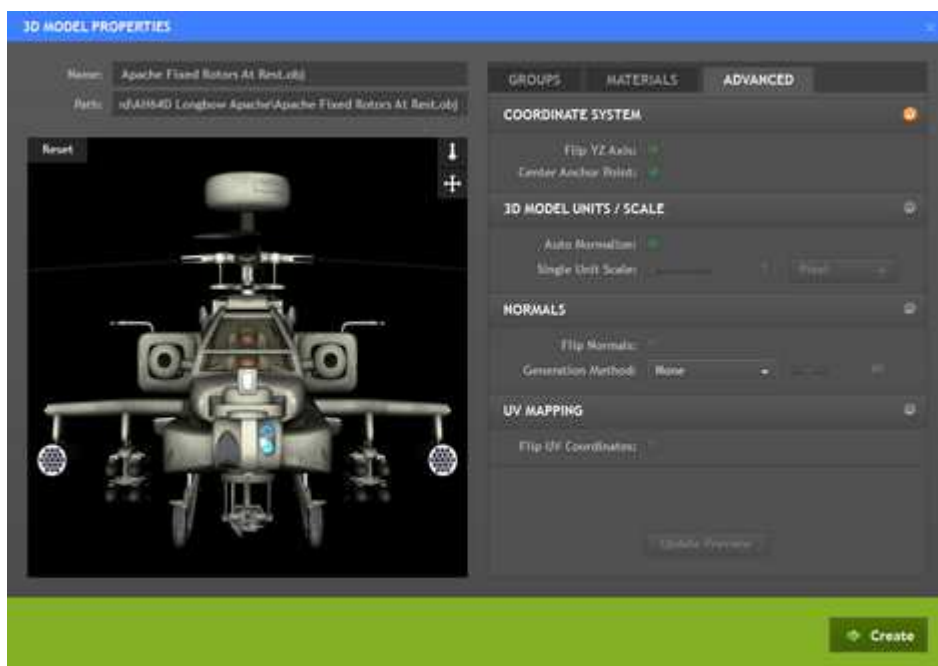 3D MODEL PROPERTIES
Name: Apache Fixed Rotors At Rest.obj
Path: d\AH64D Longbow Apache\Apache Fixed Rotors At Rest.obj
Reset
GROUPS MATERIALS ADVANCED
COORDINATE SYSTEM
Flip YZ Axis:
Center Anchor Point:
3D MODEL UNITS / SCALE
Auto Normalize:
Single Unit Scale: Pixel
NORMALS
Flip Normals:
Generation Method: None
UV MAPPING
Flip UV Coordinates:
Update Preview
Create